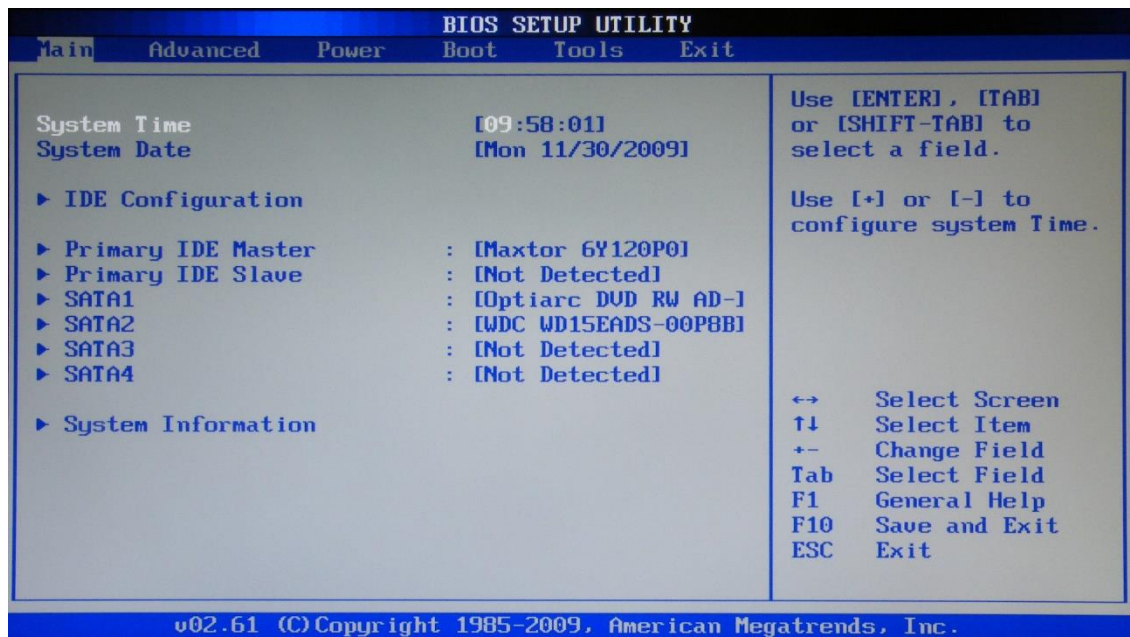 BIOS SETUP UTILITY
Main Advanced Power Boot Tools Exit
System Time [09:58:01]
System Date [Mon 11/30/2009]
▶ IDE Configuration
▶ Primary IDE Master : [Maxtor 6Y120P0]
▶ Primary IDE Slave : [Not Detected]
▶ SATA1 : [Optiarc DVD RW AD-]
▶ SATA2 : [WDC WD15EADS-00P8B]
▶ SATA3 : [Not Detected]
▶ SATA4 : [Not Detected]
▶ System Information
Use [ENTER], [TAB]
or [SHIFT-TAB] to
select a field.
Use [+] or [-] to
configure system Time.
←→ Select Screen
↑↓ Select Item
+- Change Field
Tab Select Field
F1 General Help
F10 Save and Exit
ESC Exit
v02.61 (C)Copyright 1985-2009, American Megatrends, Inc.